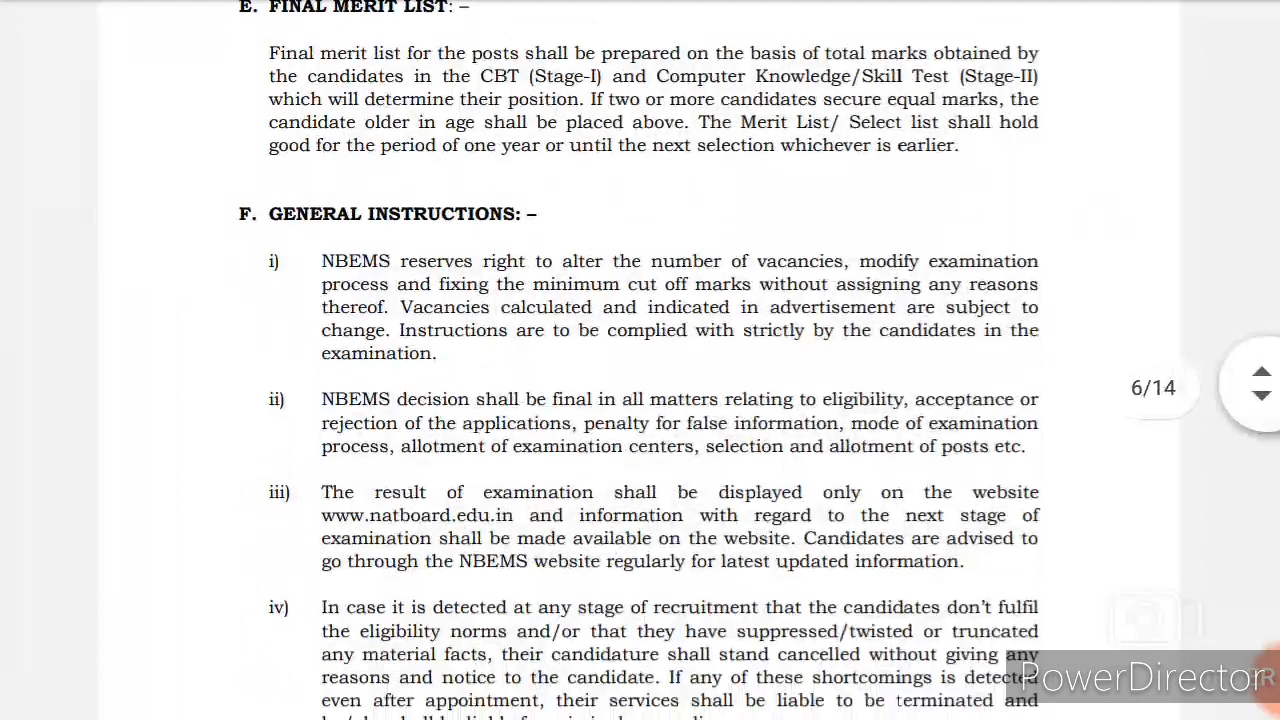 E. FINAL MERIT LIST: –
Final merit list for the posts shall be prepared on the basis of total marks obtained by
the candidates in the CBT (Stage-I) and Computer Knowledge/Skill Test (Stage-II)
which will determine their position. If two or more candidates secure equal marks, the
candidate older in age shall be placed above. The Merit List/ Select list shall hold
good for the period of one year or until the next selection whichever is earlier.
F. GENERAL INSTRUCTIONS: –
i) NBEMS reserves right to alter the number of vacancies, modify examination
process and fixing the minimum cut off marks without assigning any reasons
thereof. Vacancies calculated and indicated in advertisement are subject to
change. Instructions are to be complied with strictly by the candidates in the
examination.
ii) NBEMS decision shall be final in all matters relating to eligibility, acceptance or
rejection of the applications, penalty for false information, mode of examination
process, allotment of examination centers, selection and allotment of posts etc.
6/14
iii) The result of examination shall be displayed only on the website
www.natboard.edu.in and information with regard to the next stage of
examination shall be made available on the website. Candidates are advised to
go through the NBEMS website regularly for latest updated information.
iv) In case it is detected at any stage of recruitment that the candidates don't fulfil
the eligibility norms and/or that they have suppressed/twisted or truncated
any material facts, their candidature shall stand cancelled without giving any
reasons and notice to the candidate. If any of these shortcomings is detected
even after appointment, their services shall be liable to be terminated and
PowerDirector